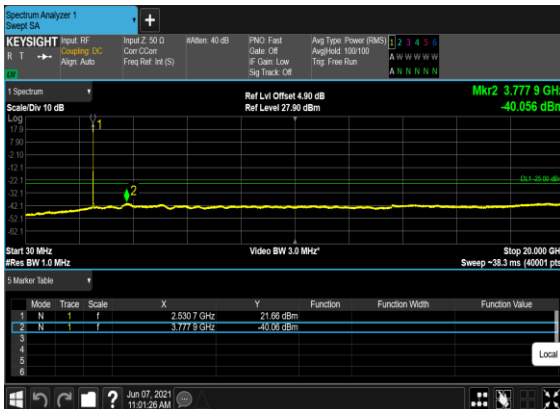 Spectrum Analyzer 1
Swept SA
+
KEYSIGHT Input: RF Input Z: 50 Ω #Atten: 40 dB PNO: Fast Avg Type: Power (RMS) 1 2 3 4 5 6
R T Coupling: DC Corr CCorr Gate: Off Avg|Hold: 100/100 A W W W W W
Align: Auto Freq Ref: Int (S) IF Gain: Low Trig: Free Run
Sig Track: Off A N N N N N
1 Spectrum
Ref Lvl Offset 4.90 dB Mkr2 3.777 9 GHz
Scale/Div 10 dB Ref Level 27.90 dBm -40.056 dBm
Log
17.9
7.90
-2.10
-12.1
-22.1
-32.1
-42.1
-52.1
-62.1
1
2
DL1 -25.00 dBm
Start 30 MHz Video BW 3.0 MHz* Stop 20.000 GHz
#Res BW 1.0 MHz Sweep ~38.3 ms (40001 pts)
5 Marker Table
Mode Trace Scale X Y Function Function Width Function Value
1 N 1 f 2.530 7 GHz 21.66 dBm
2 N 1 f 3.777 9 GHz -40.06 dBm
3
4
5
6
Local
? Jun 07, 2021
11:01:26 AM